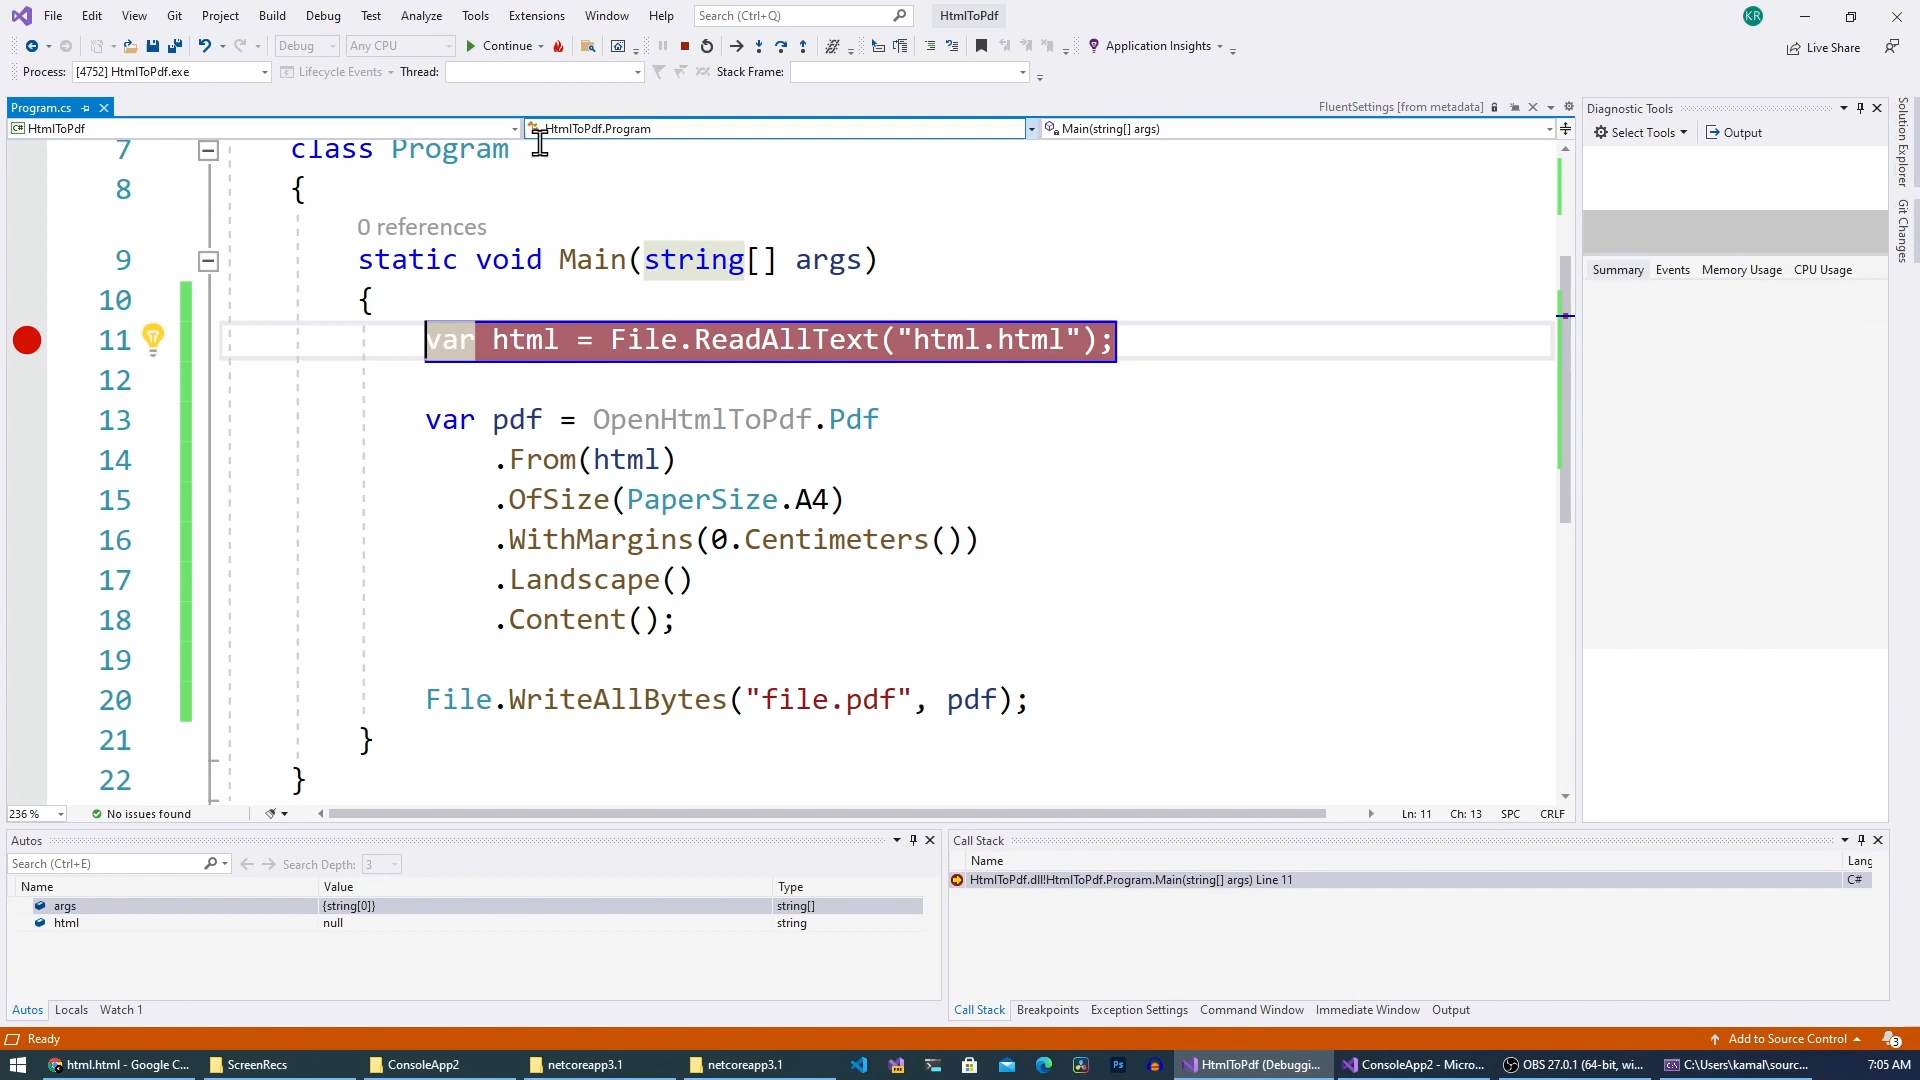 File Edit View Git Project Build Debug Test Analyze Tools Extensions Window Help Search (Ctrl+Q) HtmlToPdf KR
Debug Any CPU Continue Application Insights Live Share
Process: [4752] HtmlToPdf.exe Lifecycle Events Thread: Stack Frame:
Program.cs FluentSettings [from metadata] Diagnostic Tools
HtmlToPdf HtmlToPdf.Program Main(string[] args) Select Tools Output
Solution Explorer
Git Changes
Summary Events Memory Usage CPU Usage
7 class Program
8 {
0 references
9 static void Main(string[] args)
10 {
11 var html = File.ReadAllText("html.html");
12
13 var pdf = OpenHtmlToPdf.Pdf
14 .From(html)
15 .OfSize(PaperSize.A4)
16 .WithMargins(0.Centimeters())
17 .Landscape()
18 .Content();
19
20 File.WriteAllBytes("file.pdf", pdf);
21 }
22 }
236 % No issues found Ln: 11 Ch: 13 SPC CRLF
Autos
Search (Ctrl+E) Search Depth: 3
Name Value Type
args {string[0]} string[]
html null string
Autos Locals Watch 1
Call Stack
Name Lang
HtmlToPdf.dll!HtmlToPdf.Program.Main(string[] args) Line 11 C#
Call Stack Breakpoints Exception Settings Command Window Immediate Window Output
Ready Add to Source Control 3
html.html - Google C... ScreenRecs ConsoleApp2 netcoreapp3.1 netcoreapp3.1 Ps HtmlToPdf (Debuggi... ConsoleApp2 - Micro... OBS 27.0.1 (64-bit, wi... C:\Users\kamal\sourc... 7:05 AM